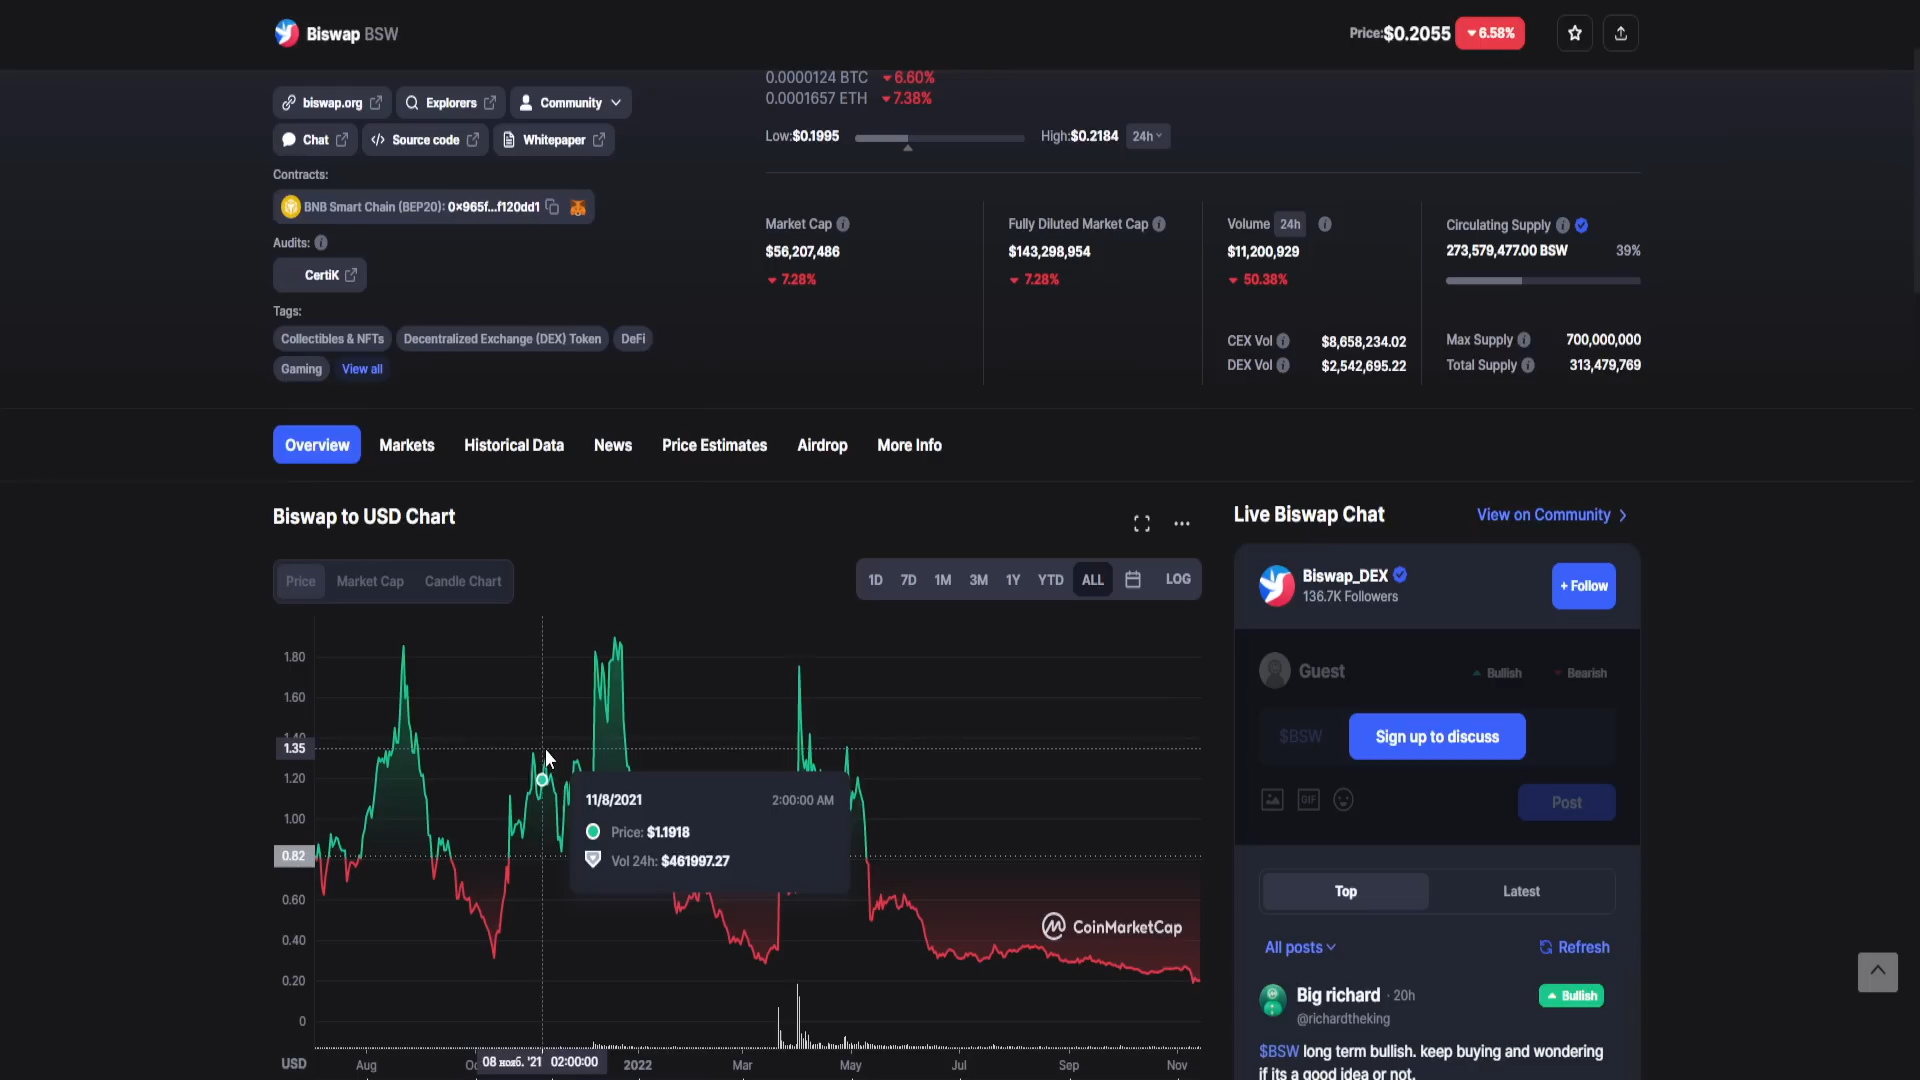 Biswap BSW
Price:$0.2055 6.58%
0.0000124 BTC 6.60%
0.0001657 ETH 7.38%
biswap.org Explorers Community
Low:$0.1995 High:$0.2184 24h
Chat Source code Whitepaper
Contracts:
BNB Smart Chain (BEP20): 0x965f...f120dd1
Audits:
CertiK
Tags:
Collectibles & NFTs Decentralized Exchange (DEX) Token DeFi
Gaming View all
Market Cap
$56,207,486
7.28%
Fully Diluted Market Cap
$143,298,954
7.28%
Volume 24h
$11,200,929
50.38%
CEX Vol $8,658,234.02
DEX Vol $2,542,695.22
Circulating Supply
273,579,477.00 BSW 39%
Max Supply 700,000,000
Total Supply 313,479,769
Overview Markets Historical Data News Price Estimates Airdrop More Info
Biswap to USD Chart
Price Market Cap Candle Chart
1D 7D 1M 3M 1Y YTD ALL LOG
1.80
1.60
1.40
1.35
1.20
1.00
0.82
0.60
0.40
0.20
0
11/8/2021 2:00:00 AM
Price: $1.1918
Vol 24h: $461997.27
CoinMarketCap
USD Aug 08 нояб. '21 02:00:00 2022 Mar May Jul Sep Nov
Live Biswap Chat View on Community
Biswap_DEX
136.7K Followers
+ Follow
Guest Bullish Bearish
$BSW Sign up to discuss
GIF Post
Top Latest
All posts Refresh
Big richard · 20h Bullish
@richardtheking
$BSW long term bullish. keep buying and wondering
if its a good idea or not.